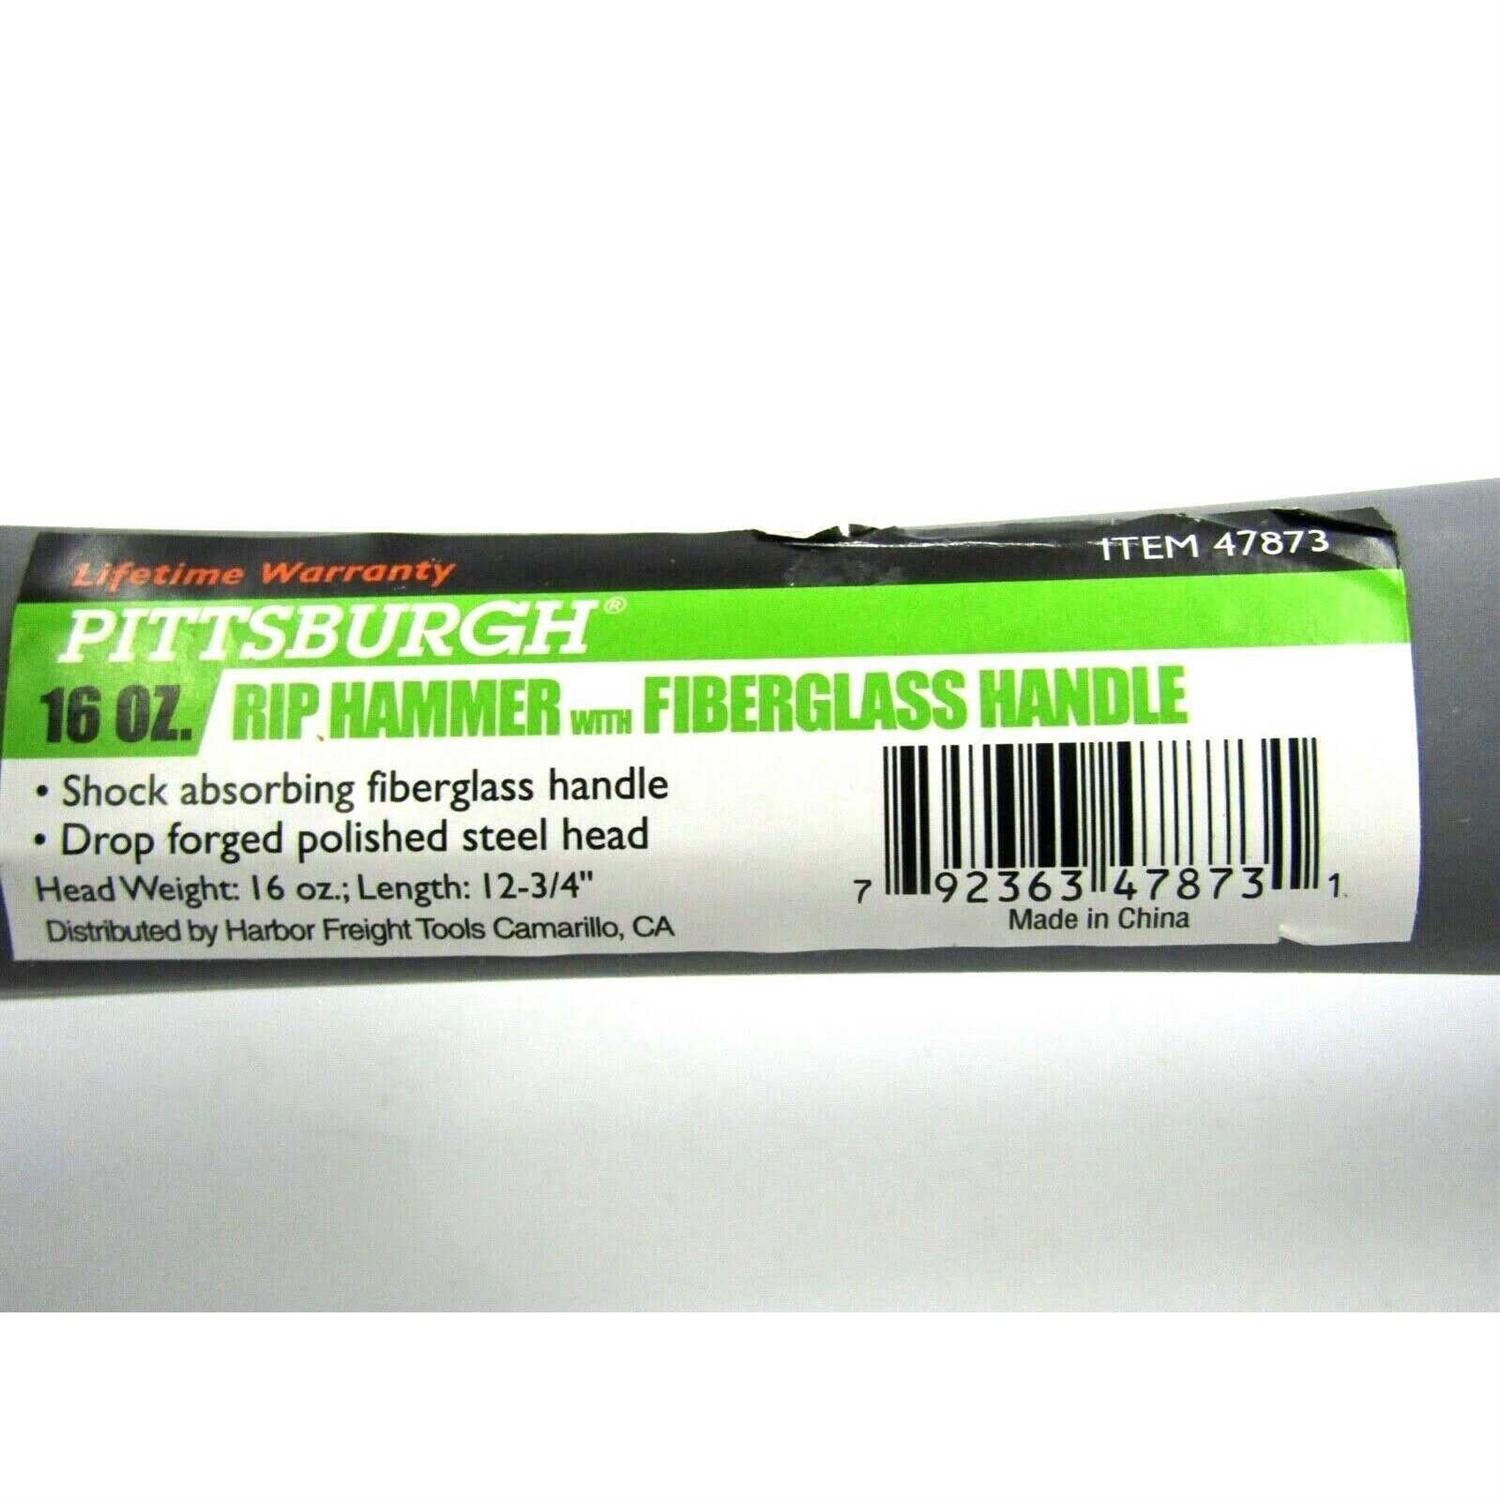 Lifetime Warranty
ITEM 47873
PITTSBURGH®
16 OZ. RIP HAMMER WITH FIBERGLASS HANDLE
• Shock absorbing fiberglass handle
• Drop forged polished steel head
Head Weight: 16 oz.; Length: 12-3/4"
Distributed by Harbor Freight Tools Camarillo, CA
7 92363 47873 1
Made in China